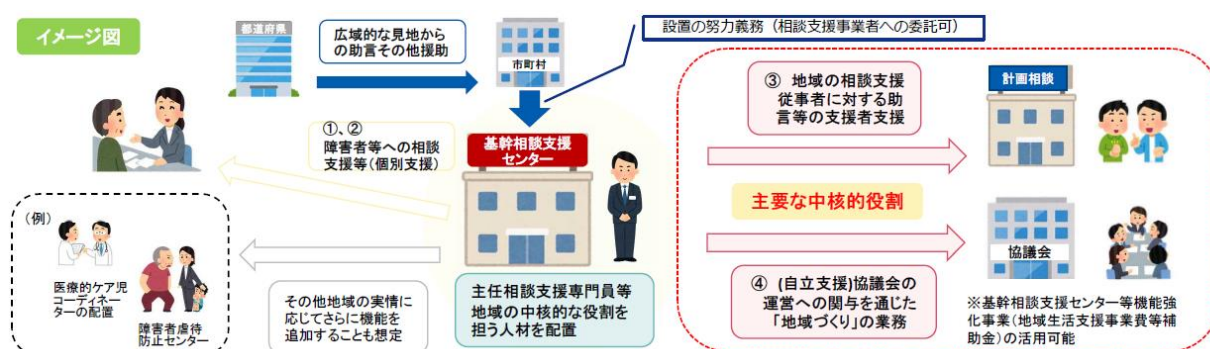 イメージ図
都道府県
広域的な見地から
の助言その他援助
市町村
設置の努力義務（相談支援事業者への委託可）
①、②
障害者等への相談
支援等(個別支援)
基幹相談支援
センター
主任相談支援専門員等
地域の中核的な役割を
担う人材を配置
（例）
医療的ケア児
コーディネー
ターの配置
障害者虐待
防止センター
その他地域の実情に
応じてさらに機能を
追加することも想定
③ 地域の相談支援
従事者に対する助
言等の支援者支援
計画相談
主要な中核的役割
④ (自立支援)協議会の
運営への関与を通じた
「地域づくり」の業務
協議会
※基幹相談支援センター等機能強
化事業（地域生活支援事業費等補
助金）の活用可能